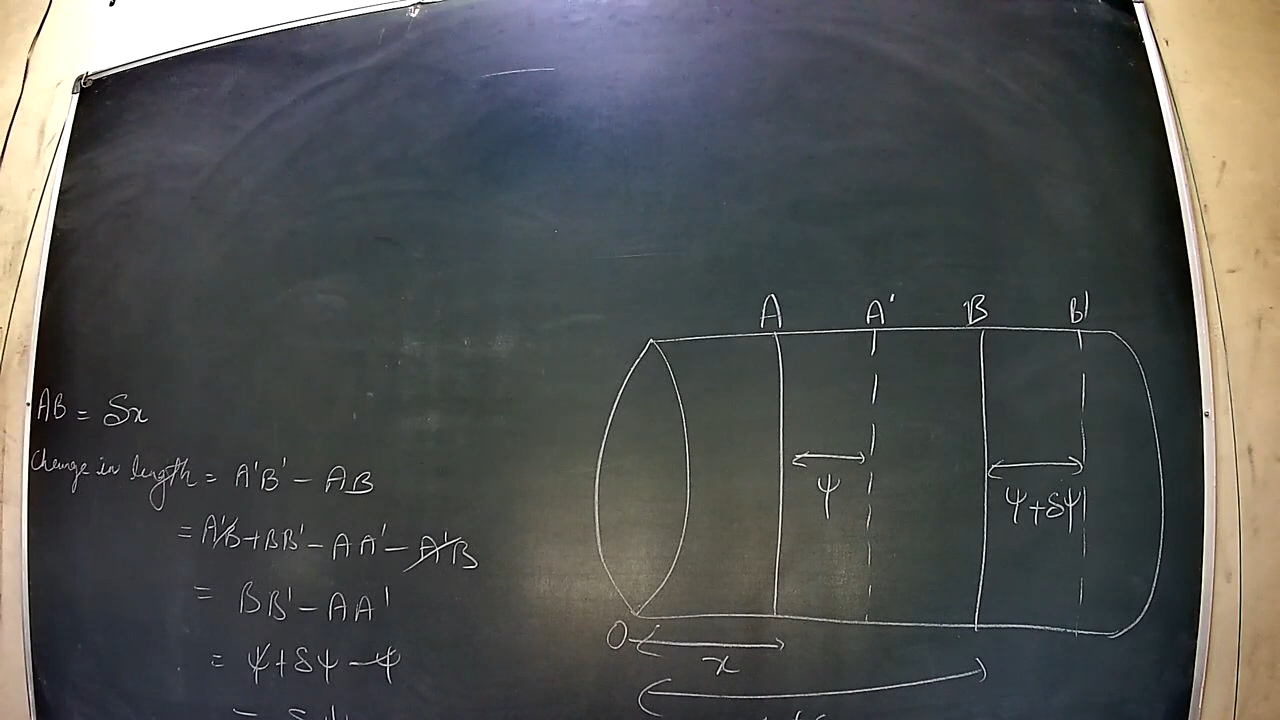 A A' B B'
AB = δx
Change in length = A'B' - AB
ψ ψ+δψ
= A'B+BB'-AA'-A'B
= BB'-AA'
O
= ψ+δψ-ψ
x